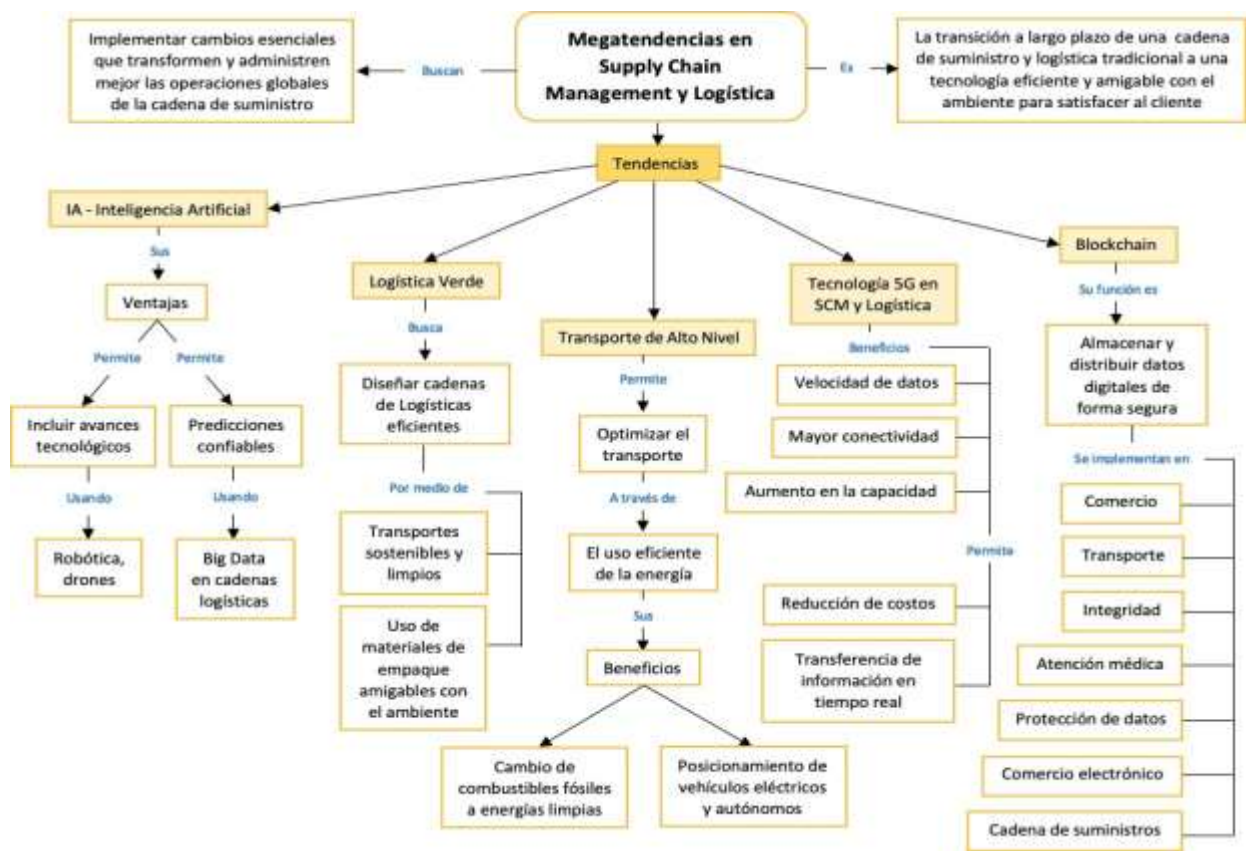 Implementar cambios esenciales
que transformen y administren
mejor las operaciones globales
de la cadena de suministro
Buscan
Megatendencias en
Supply Chain
Management y Logística
Es
La transición a largo plazo de una cadena
de suministro y logística tradicional a una
tecnología eficiente y amigable con el
ambiente para satisfacer al cliente
Tendencias
IA - Inteligencia Artificial
Sus
Ventajas
Permite
Permite
Incluir avances
tecnológicos
Predicciones
confiables
Usando
Usando
Robótica,
drones
Big Data
en cadenas
logísticas
Logística Verde
Busca
Diseñar cadenas
de Logísticas
eficientes
Por medio de
Transportes
sostenibles y
limpios
Uso de
materiales de
empaque
amigables con
el ambiente
Transporte de Alto Nivel
Permite
Optimizar el
transporte
A través de
El uso eficiente
de la energía
Sus
Beneficios
Cambio de
combustibles fósiles
a energías limpias
Posicionamiento de
vehículos eléctricos
y autónomos
Tecnología 5G en
SCM y Logística
Beneficios
Velocidad de datos
Mayor conectividad
Aumento en la capacidad
Permite
Reducción de costos
Transferencia de
información en
tiempo real
Blockchain
Su función es
Almacenar y
distribuir datos
digitales de
forma segura
Se implementan en
Comercio
Transporte
Integridad
Atención médica
Protección de datos
Comercio electrónico
Cadena de suministros